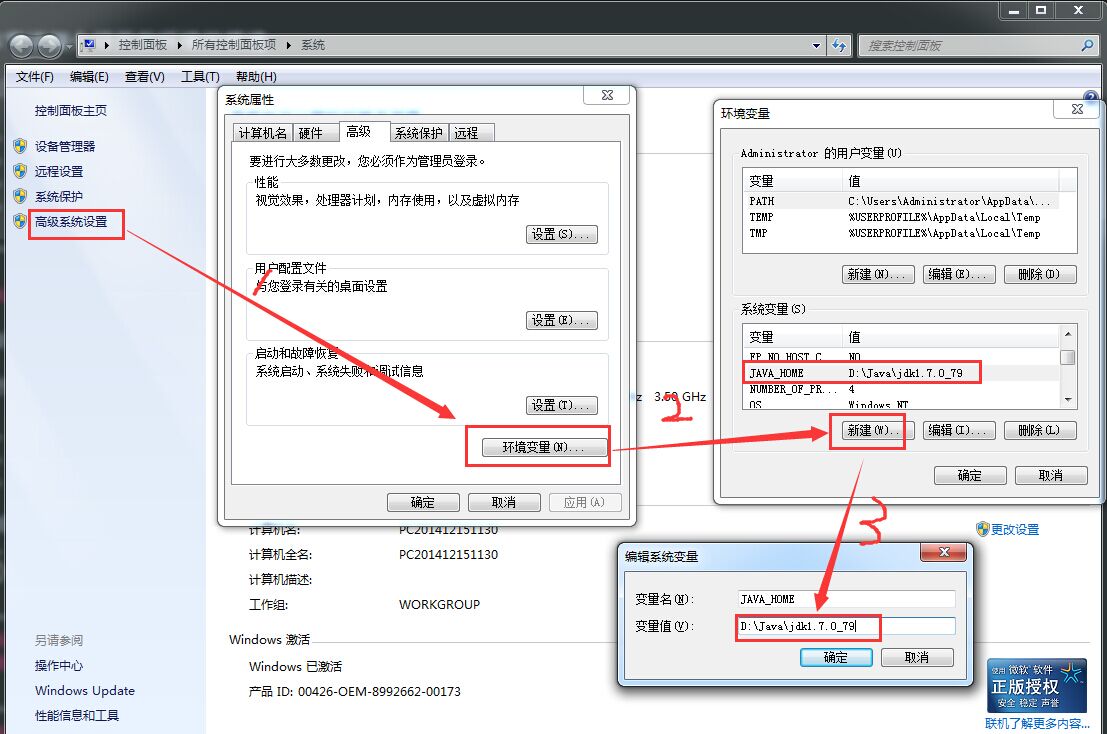 控制面板 ▸ 所有控制面板项 ▸ 系统
搜索控制面板
文件(F) 编辑(E) 查看(V) 工具(T) 帮助(H)
控制面板主页
设备管理器
远程设置
系统保护
高级系统设置
另请参阅
操作中心
Windows Update
性能信息和工具
系统属性
计算机名 硬件 高级 系统保护 远程
要进行大多数更改，您必须作为管理员登录。
性能
视觉效果，处理器计划，内存使用，以及虚拟内存
设置(S)...
用户配置文件
与您登录有关的桌面设置
设置(E)...
启动和故障恢复
系统启动、系统失败和调试信息
设置(T)...
环境变量(N)...
确定 取消 应用(A)
1
z 3.50 GHz
2
环境变量
Administrator 的用户变量(U)
变量 值
PATH C:\Users\Administrator\AppData\...
TEMP %USERPROFILE%\AppData\Local\Temp
TMP %USERPROFILE%\AppData\Local\Temp
新建(N)... 编辑(E)... 删除(D)
系统变量(S)
变量 值
FP_NO_HOST_C... NO
JAVA_HOME D:\Java\jdk1.7.0_79
NUMBER_OF_PR... 4
OS Windows_NT
新建(W)... 编辑(I)... 删除(L)
确定 取消
3
计算机名: PC201412151130
计算机全名: PC201412151130
计算机描述:
工作组: WORKGROUP
更改设置
Windows 激活
Windows 已激活
产品 ID: 00426-OEM-8992662-00173
编辑系统变量
变量名(N): JAVA_HOME
变量值(V): D:\Java\jdk1.7.0_79
确定 取消
使用 微软 软件
正版授权
安全 稳定 声誉
联机了解更多内容...